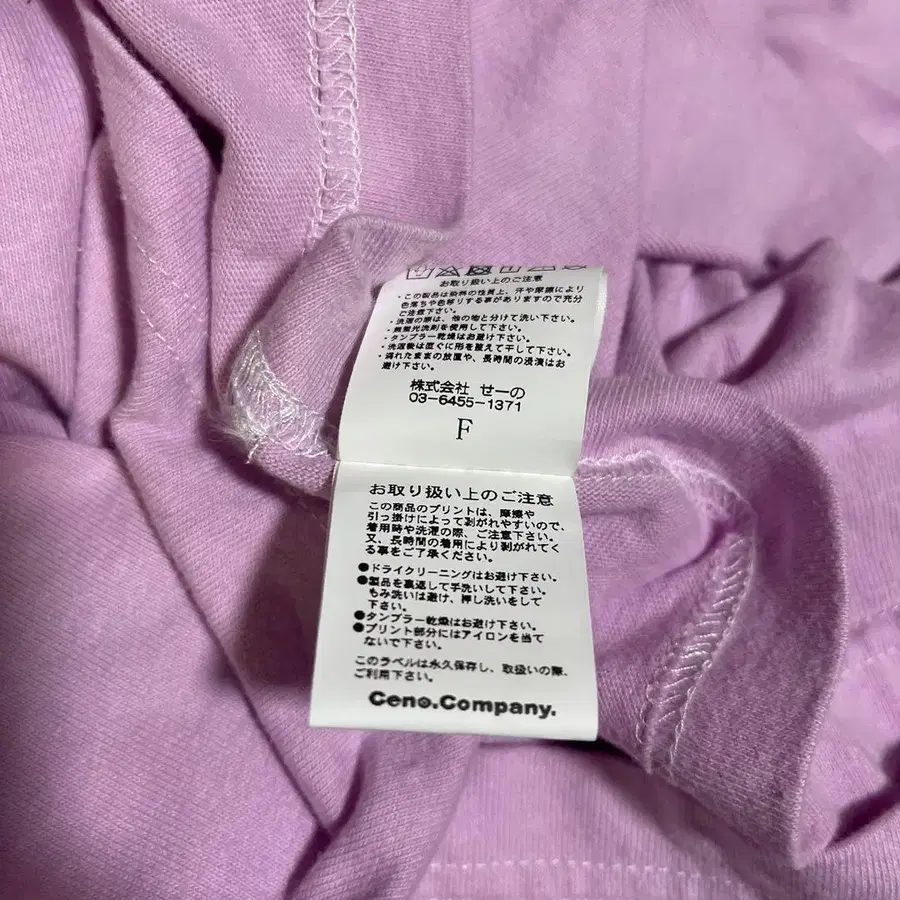 お取り扱い上のご注意
・この製品は染料の性質上、汗や摩擦により
色落ちや色移りする事がありますので充分
ご注意下さい。
・洗濯の際は、他の物と分けて洗い下さい。
・無蛍光洗剤を使用して下さい。
・タンブラー乾燥はお避け下さい。
・洗濯後は直ぐに形を整えて干して下さい。
・濡れたままの放置や、長時間の浸漬はお
避け下さい。
株式会社 せーの
03-6455-1371
F
お取り扱い上のご注意
この商品のプリントは、摩擦や
引っ掛けによって剥がれやすいので、
着用時や洗濯の際、ご注意下さい。
又、長時間の着用により剥がれてく
る事をご了承ください。
●ドライクリーニングはお避け下さい。
●製品を裏返して手洗いして下さい。
もみ洗いは避け、押し洗いをして
下さい。
●タンブラー乾燥はお避け下さい。
●プリント部分にはアイロンを当て
ないで下さい。
このラベルは永久保存し、取扱いの際、
ご利用下さい。
Ceno.Company.